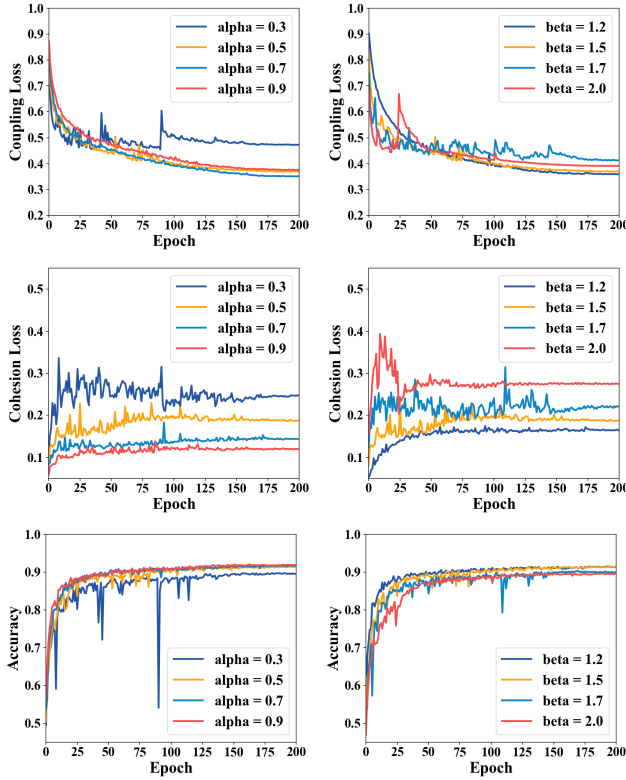 1.0
0.9
0.8
0.7
0.6
0.5
0.4
0.3
0.2
Coupling Loss
alpha = 0.3
alpha = 0.5
alpha = 0.7
alpha = 0.9
0 25 50 75 100 125 150 175 200
Epoch
1.0
0.9
0.8
0.7
0.6
0.5
0.4
0.3
0.2
Coupling Loss
beta = 1.2
beta = 1.5
beta = 1.7
beta = 2.0
0 25 50 75 100 125 150 175 200
Epoch
0.5
0.4
0.3
0.2
0.1
Cohesion Loss
alpha = 0.3
alpha = 0.5
alpha = 0.7
alpha = 0.9
0 25 50 75 100 125 150 175 200
Epoch
0.5
0.4
0.3
0.2
0.1
Cohesion Loss
beta = 1.2
beta = 1.5
beta = 1.7
beta = 2.0
0 25 50 75 100 125 150 175 200
Epoch
1.0
0.9
0.8
0.7
0.6
0.5
Accuracy
alpha = 0.3
alpha = 0.5
alpha = 0.7
alpha = 0.9
0 25 50 75 100 125 150 175 200
Epoch
1.0
0.9
0.8
0.7
0.6
0.5
Accuracy
beta = 1.2
beta = 1.5
beta = 1.7
beta = 2.0
0 25 50 75 100 125 150 175 200
Epoch